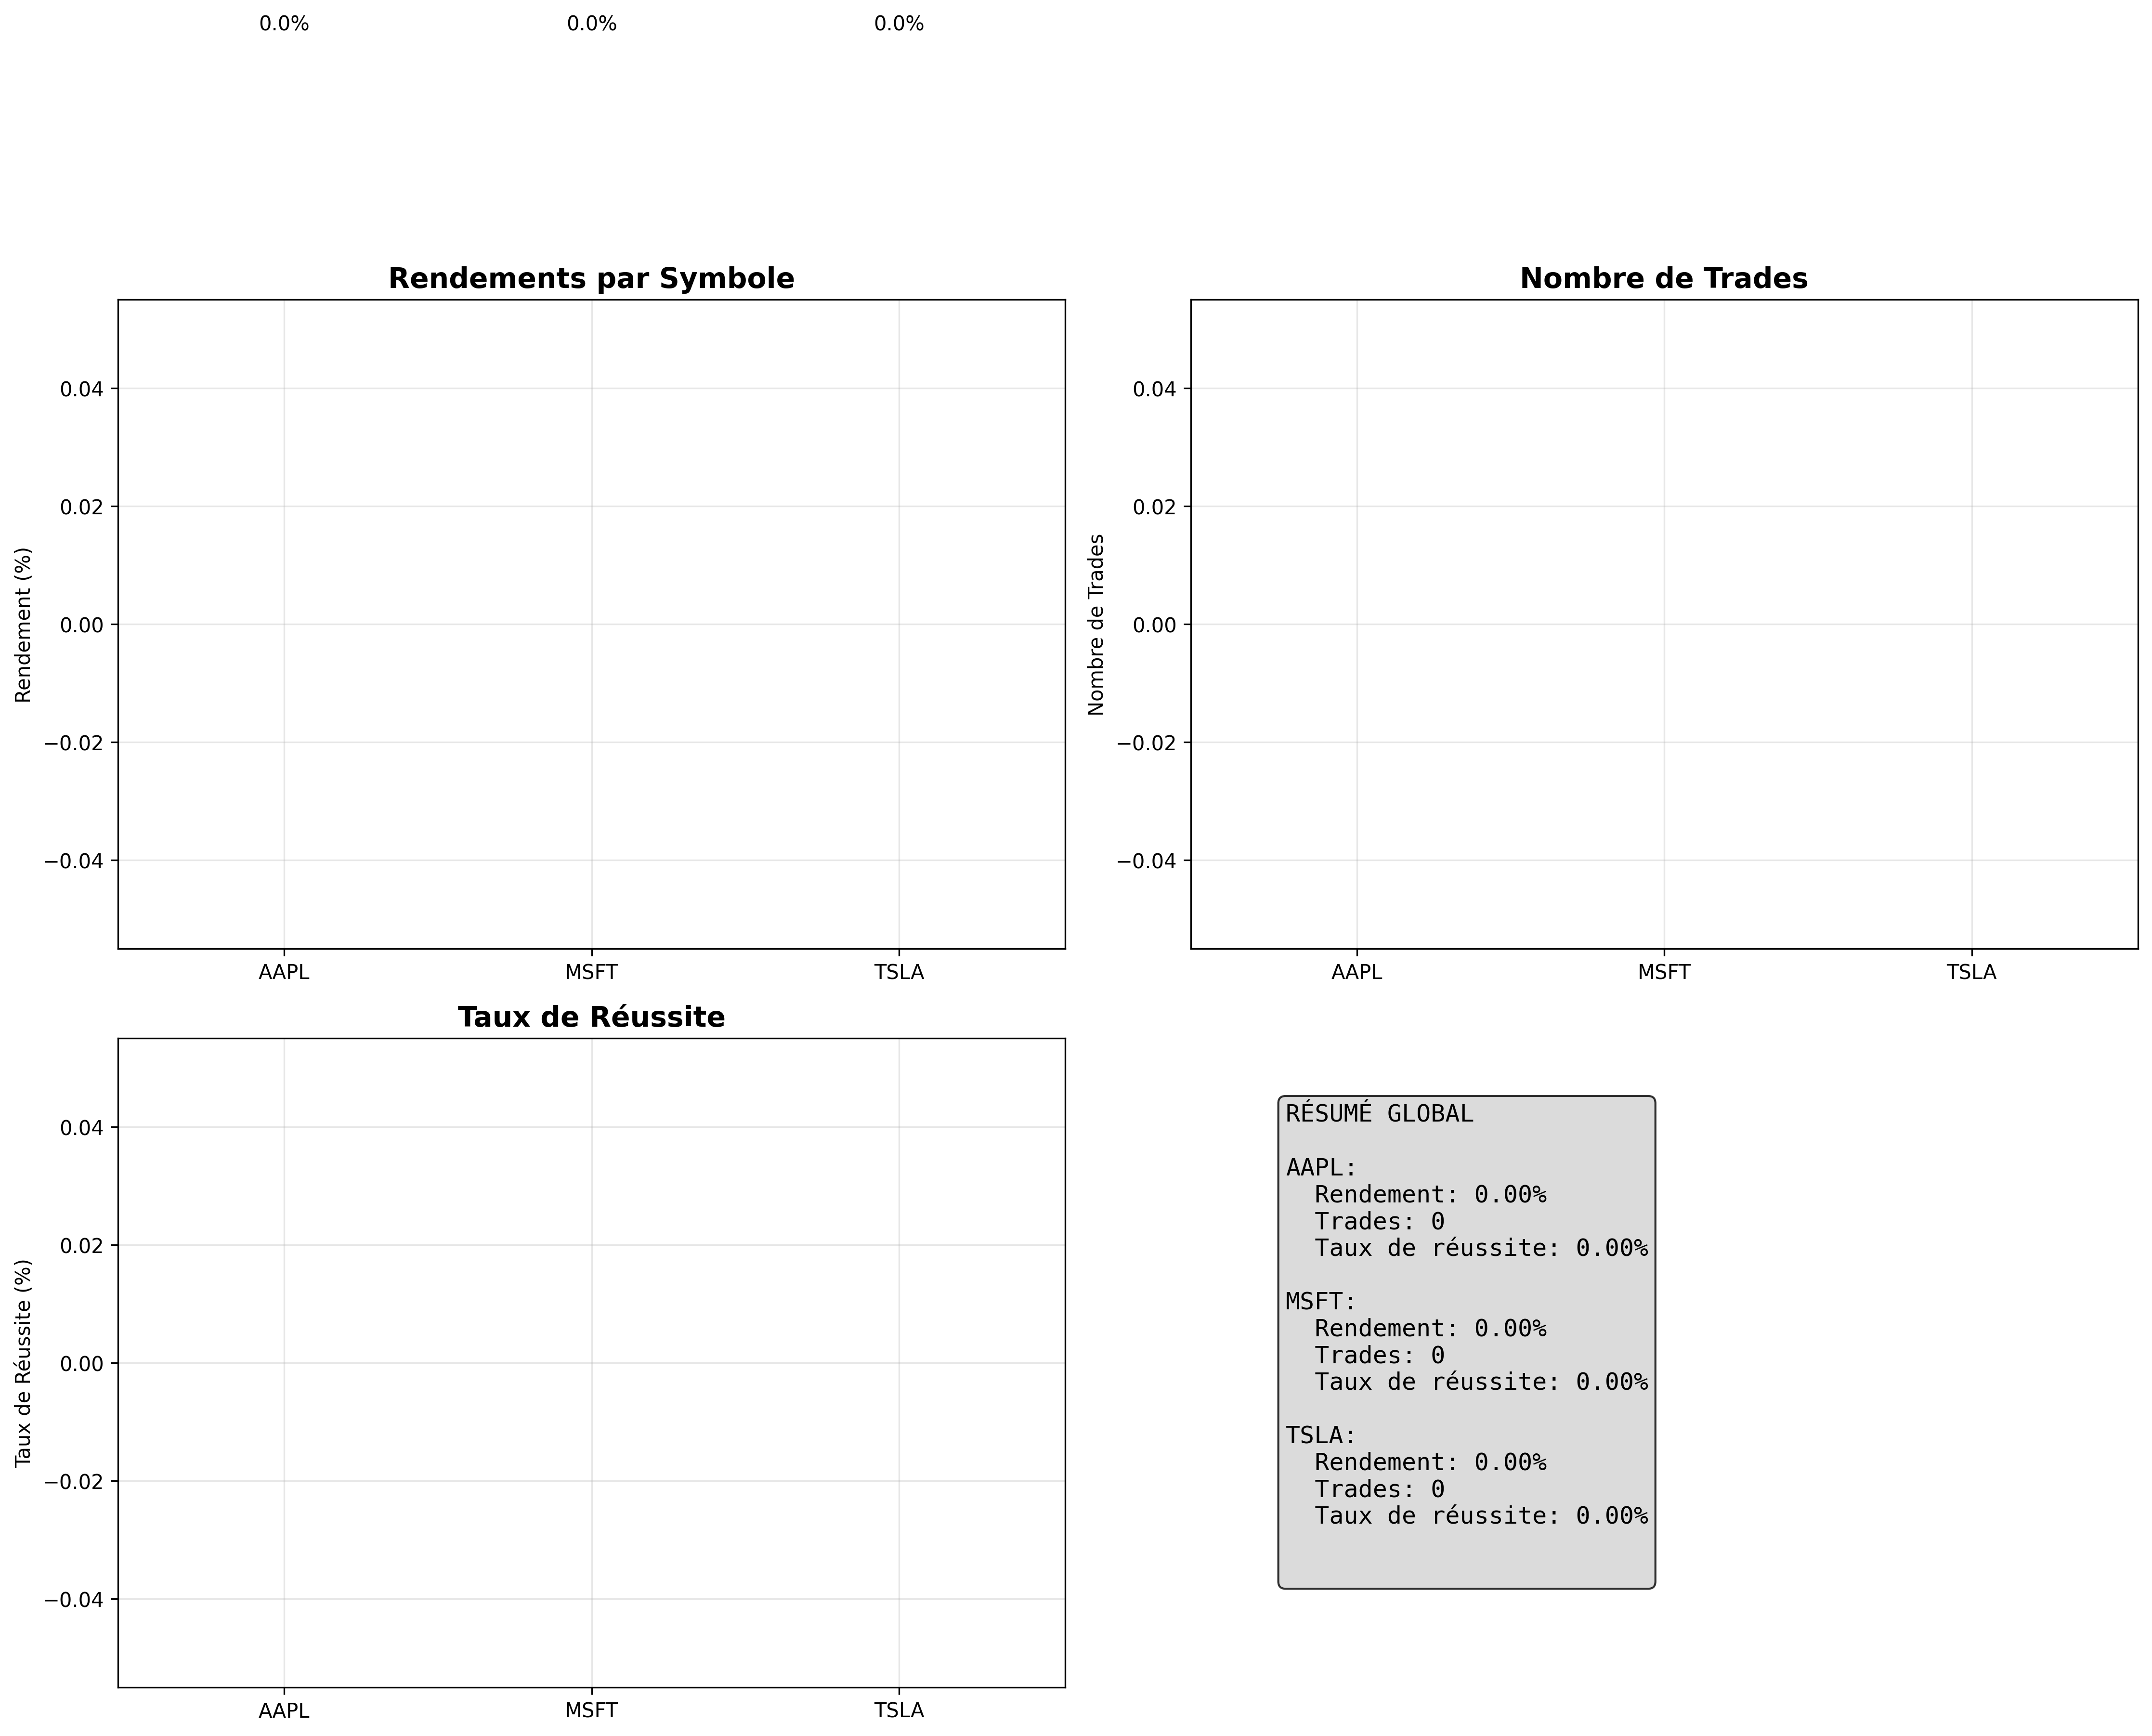 0.0% 0.0% 0.0%
Rendements par Symbole
Rendement (%)
0.04
0.02
0.00
−0.02
−0.04
AAPL MSFT TSLA
Nombre de Trades
Nombre de Trades
0.04
0.02
0.00
−0.02
−0.04
AAPL MSFT TSLA
Taux de Réussite
Taux de Réussite (%)
0.04
0.02
0.00
−0.02
−0.04
AAPL MSFT TSLA
RÉSUMÉ GLOBAL
AAPL:
Rendement: 0.00%
Trades: 0
Taux de réussite: 0.00%
MSFT:
Rendement: 0.00%
Trades: 0
Taux de réussite: 0.00%
TSLA:
Rendement: 0.00%
Trades: 0
Taux de réussite: 0.00%